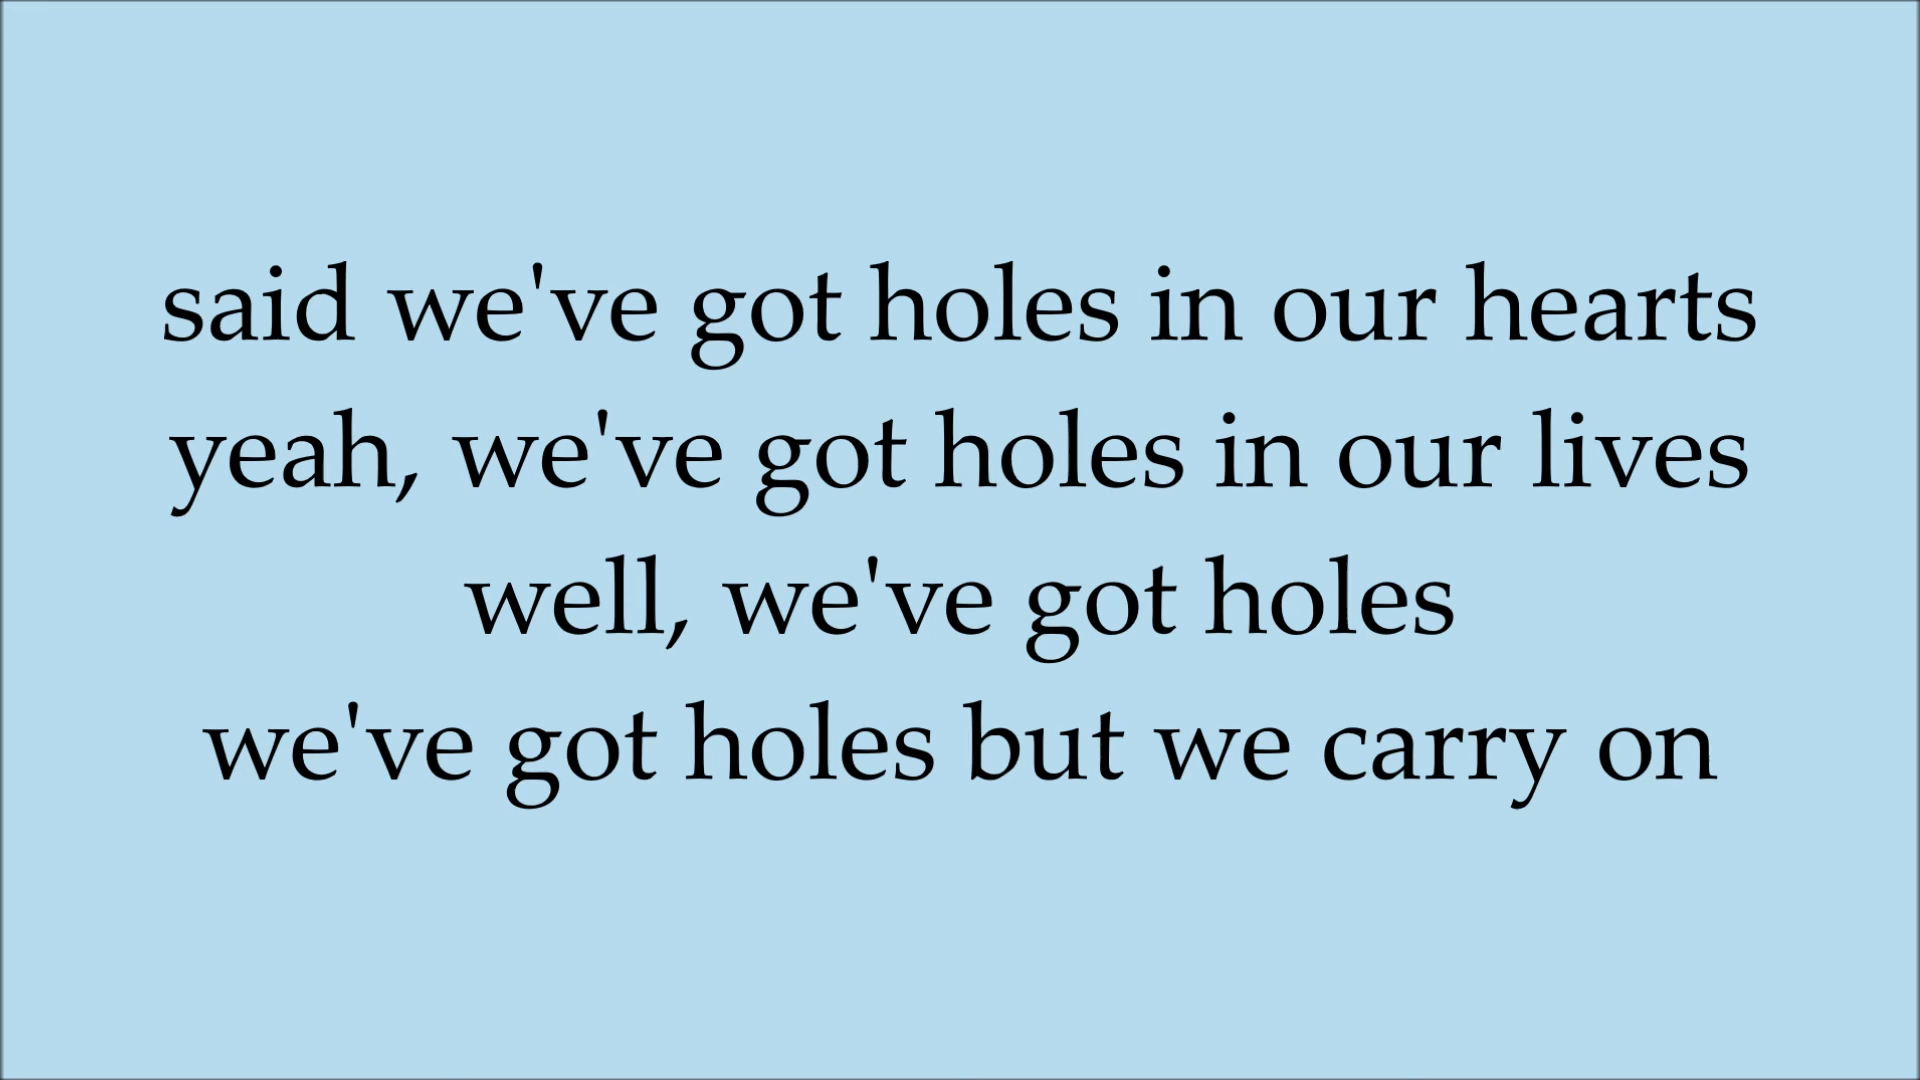 said we've got holes in our hearts
yeah, we've got holes in our lives
well, we've got holes
we've got holes but we carry on